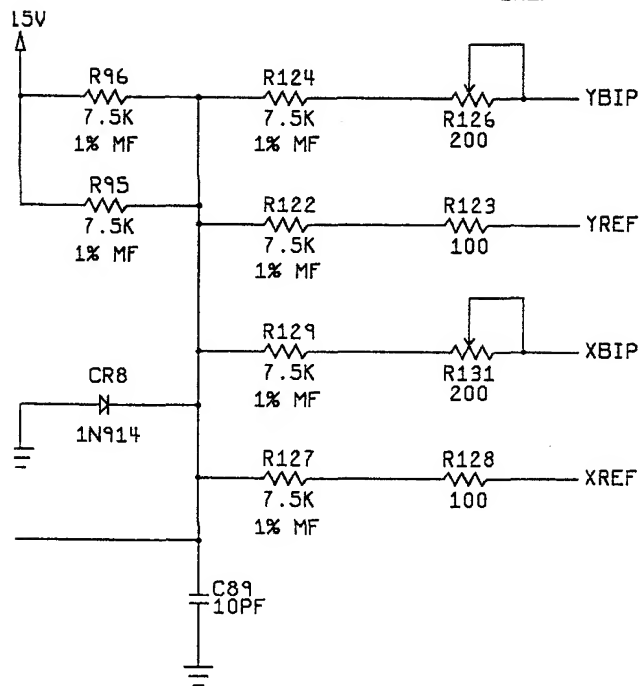 15V
R96
7.5K
1% MF
R124
7.5K
1% MF
R126
200
YBIP
R95
7.5K
1% MF
R122
7.5K
1% MF
R123
100
YREF
R129
7.5K
1% MF
R131
200
XBIP
CR8
1N914
R127
7.5K
1% MF
R128
100
XREF
C89
10PF